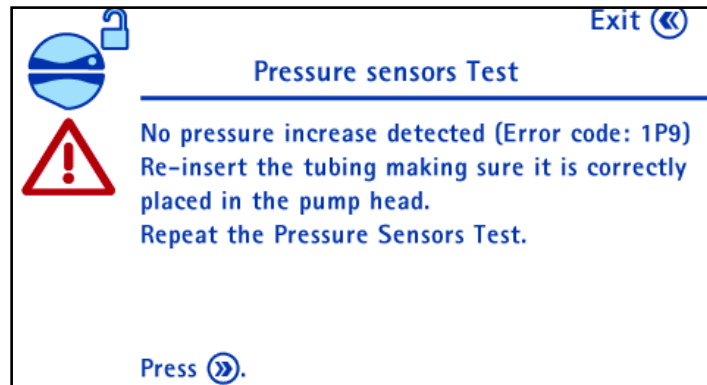 Exit
Pressure sensors Test
No pressure increase detected (Error code: 1P9)
Re-insert the tubing making sure it is correctly
placed in the pump head.
Repeat the Pressure Sensors Test.
Press .